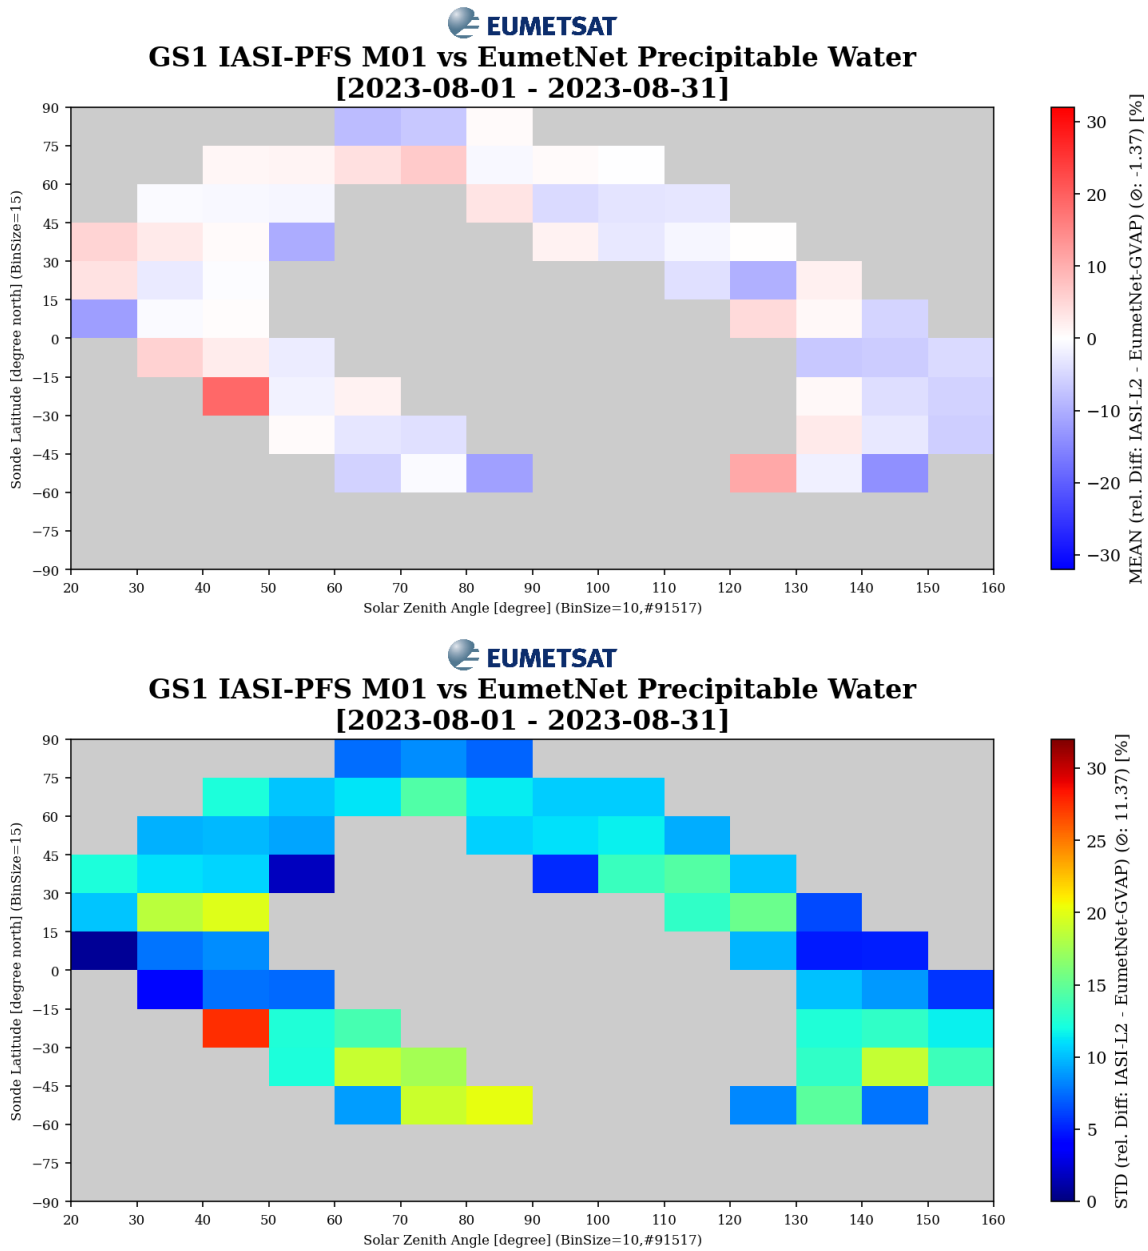 EUMETSAT
GS1 IASI-PFS M01 vs EumetNet Precipitable Water
[2023-08-01 - 2023-08-31]
90
75
60
45
30
15
0
−15
−30
−45
−60
−75
−90
Sonde Latitude [degree north] (BinSize=15)
20 30 40 50 60 70 80 90 100 110 120 130 140 150 160
Solar Zenith Angle [degree] (BinSize=10,#91517)
30
20
10
0
−10
−20
−30
MEAN (rel. Diff: IASI-L2 - EumetNet-GVAP) (⊘: -1.37) [%]
EUMETSAT
GS1 IASI-PFS M01 vs EumetNet Precipitable Water
[2023-08-01 - 2023-08-31]
90
75
60
45
30
15
0
−15
−30
−45
−60
−75
−90
Sonde Latitude [degree north] (BinSize=15)
20 30 40 50 60 70 80 90 100 110 120 130 140 150 160
Solar Zenith Angle [degree] (BinSize=10,#91517)
30
25
20
15
10
5
0
STD (rel. Diff: IASI-L2 - EumetNet-GVAP) (⊘: 11.37) [%]